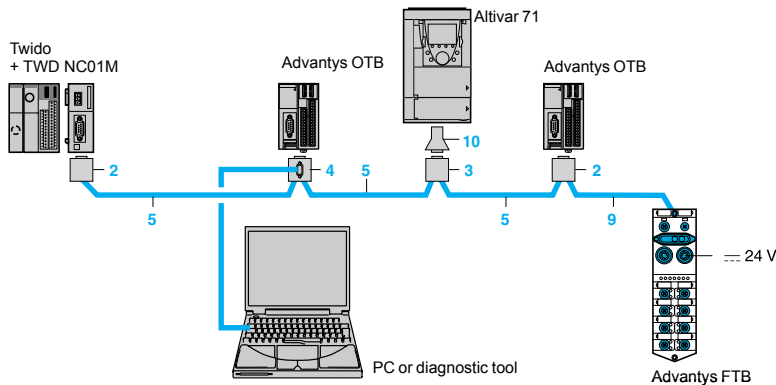 Altivar 71
Twido
+ TWD NC01M
Advantys OTB
Advantys OTB
10
2
4
5
3
2
5
5
9
24 V
PC or diagnostic tool
Advantys FTB